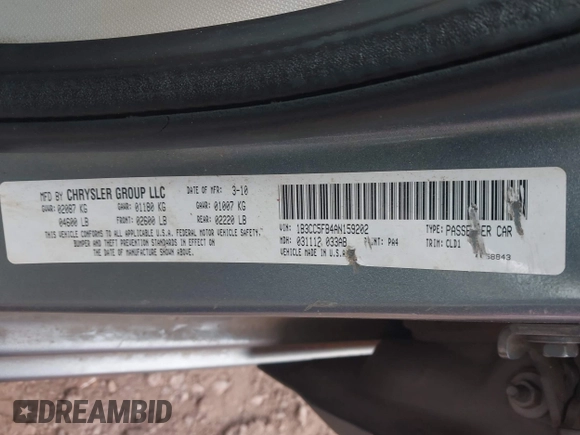 MFD BY CHRYSLER GROUP LLC DATE OF MFR: 3-10
GVWR: 02087 KG GAWR: 01180 KG GAWR: 01007 KG
04600 LB FRONT: 02600 LB REAR: 02220 LB
THIS VEHICLE CONFORMS TO ALL APPLICABLE U.S.A. FEDERAL MOTOR VEHICLE SAFETY,
BUMPER AND THEFT PREVENTION STANDARDS IN EFFECT ON
THE DATE OF MANUFACTURE SHOWN ABOVE.
VIN: 1B3CC5FB4AN159202 TYPE: PASSENGER CAR
MDH: 031112 033AB PAINT: PA4 TRIM: CLD1
VEHICLE MADE IN U.S.A.
DREAMBID